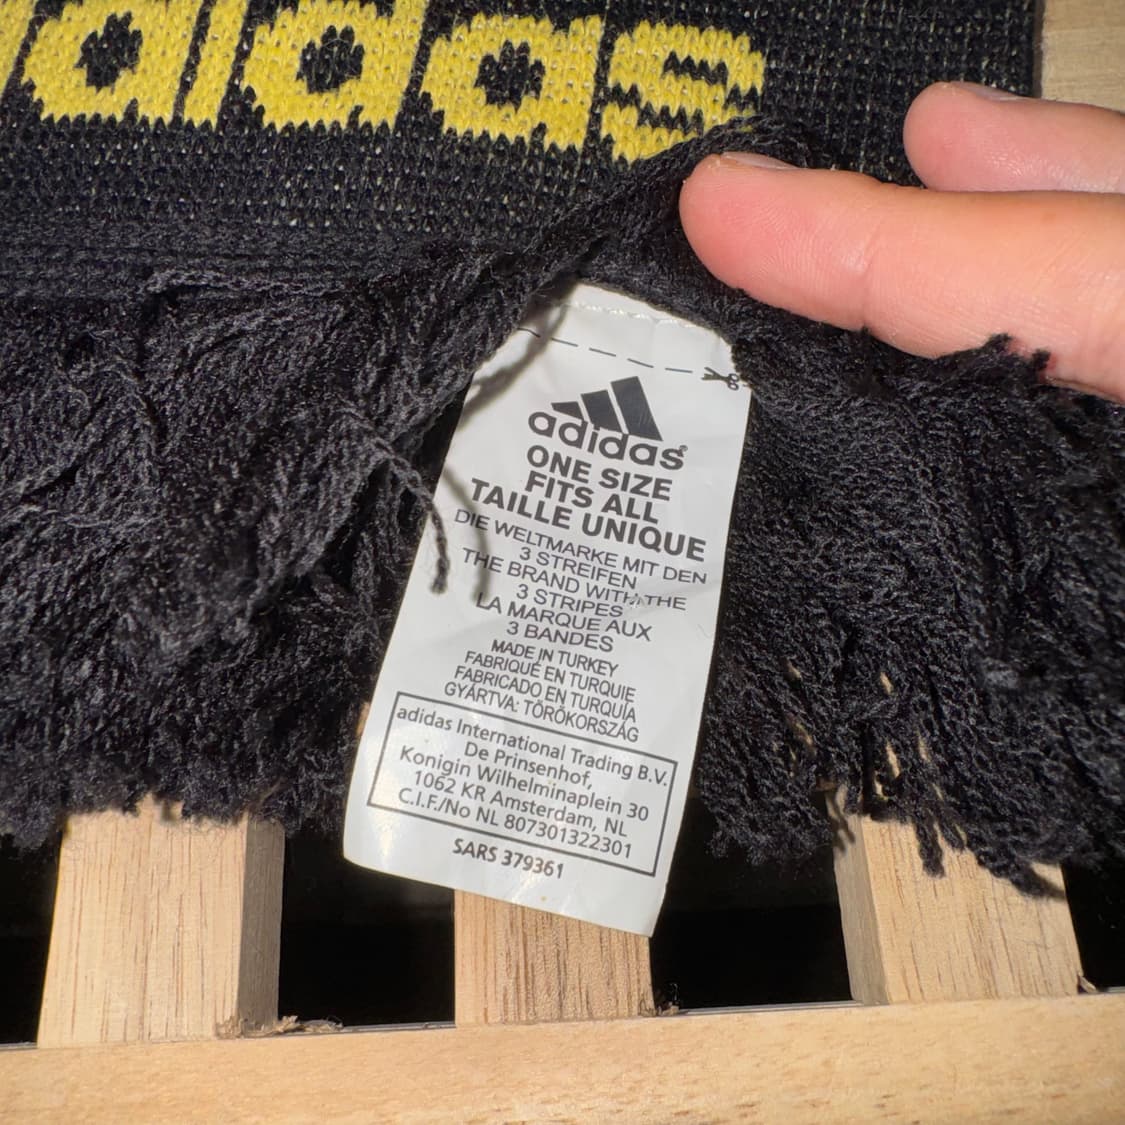 adidas
adidas®
ONE SIZE
FITS ALL
TAILLE UNIQUE
DIE WELTMARKE MIT DEN
3 STREIFEN
THE BRAND WITH THE
3 STRIPES
LA MARQUE AUX
3 BANDES
MADE IN TURKEY
FABRIQUÉ EN TURQUIE
FABRICADO EN TURQUÍA
GYÁRTVA: TÖRÖKORSZÁG
adidas International Trading B.V.
De Prinsenhof,
Konigin Wilhelminaplein 30
1062 KR Amsterdam, NL
C.I.F./No NL 807301322301
SARS 379361